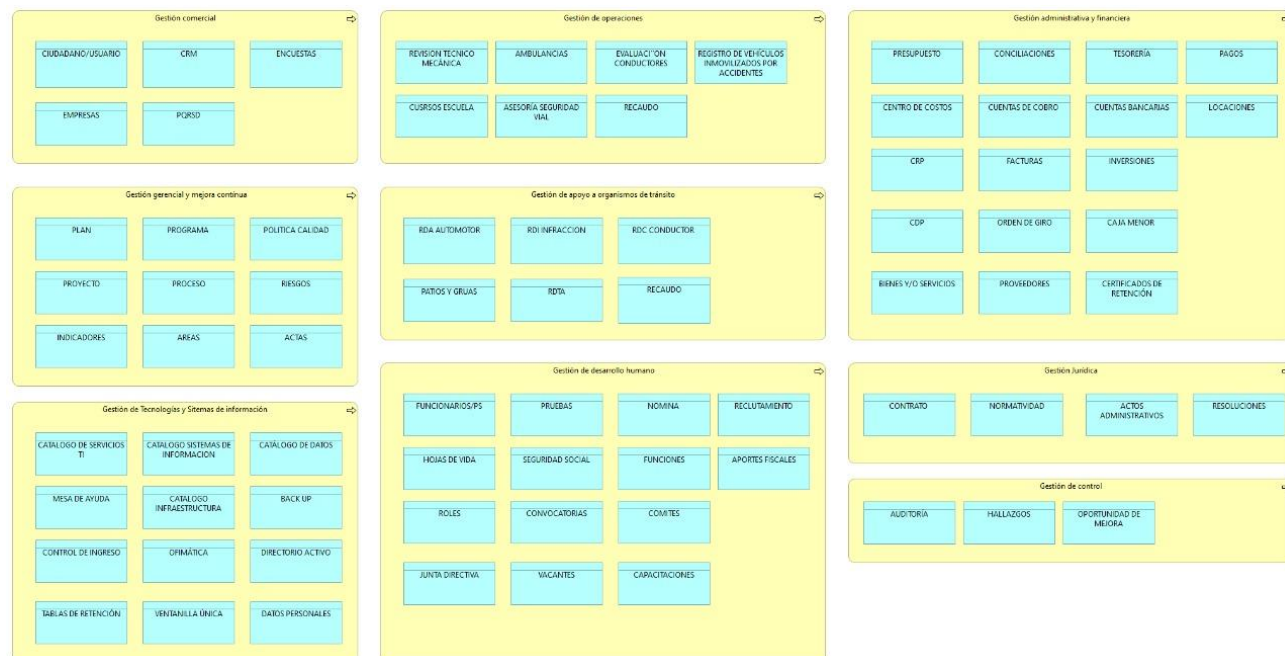 Gestión comercial
CIUDADANO/USUARIO
CRM
ENCUESTAS
EMPRESAS
PQRSD
Gestión de operaciones
REVISION TECNICO
MECÁNICA
AMBULANCIAS
EVALUACI"ON
CONDUCTORES
REGISTRO DE VEHÍCULOS
INMOVILIZADOS POR
ACCIDENTES
CUSRSOS ESCUELA
ASESORÍA SEGURIDAD
VIAL
RECAUDO
Gestión administrativa y financiera
PRESUPUESTO
CONCILIACIONES
TESORERÍA
PAGOS
CENTRO DE COSTOS
CUENTAS DE COBRO
CUENTAS BANCARIAS
LOCACIONES
CRP
FACTURAS
INVERSIONES
CDP
ORDEN DE GIRO
CAJA MENOR
BIENES Y/O SERVICIOS
PROVEEDORES
CERTIFICADOS DE
RETENCIÓN
Gestión gerencial y mejora contínua
PLAN
PROGRAMA
POLITICA CALIDAD
PROYECTO
PROCESO
RIESGOS
INDICADORES
AREAS
ACTAS
Gestión de apoyo a organismos de tránsito
RDA AUTOMOTOR
RDI INFRACCION
RDC CONDUCTOR
PATIOS Y GRUAS
RDTA
RECAUDO
Gestión de desarrollo humano
FUNCIONARIOS/PS
PRUEBAS
NOMINA
RECLUTAMIENTO
HOJAS DE VIDA
SEGURIDAD SOCIAL
FUNCIONES
APORTES FISCALES
ROLES
CONVOCATORIAS
COMITES
JUNTA DIRECTIVA
VACANTES
CAPACITACIONES
Gestión Jurídica
CONTRATO
NORMATIVIDAD
ACTOS
ADMINISTRATIVOS
RESOLUCIONES
Gestión de Tecnologías y Sitemas de información
CATALOGO DE SERVICIOS
TI
CATALOGO SISTEMAS DE
INFORMACION
CATÁLOGO DE DATOS
MESA DE AYUDA
CATALOGO
INFRAESTRUCTURA
BACK UP
CONTROL DE INGRESO
OFIMÁTICA
DIRECTORIO ACTIVO
TABLAS DE RETENCIÓN
VENTANILLA ÚNICA
DATOS PERSONALES
Gestión de control
AUDITORÍA
HALLAZGOS
OPORTUNIDAD DE
MEJORA